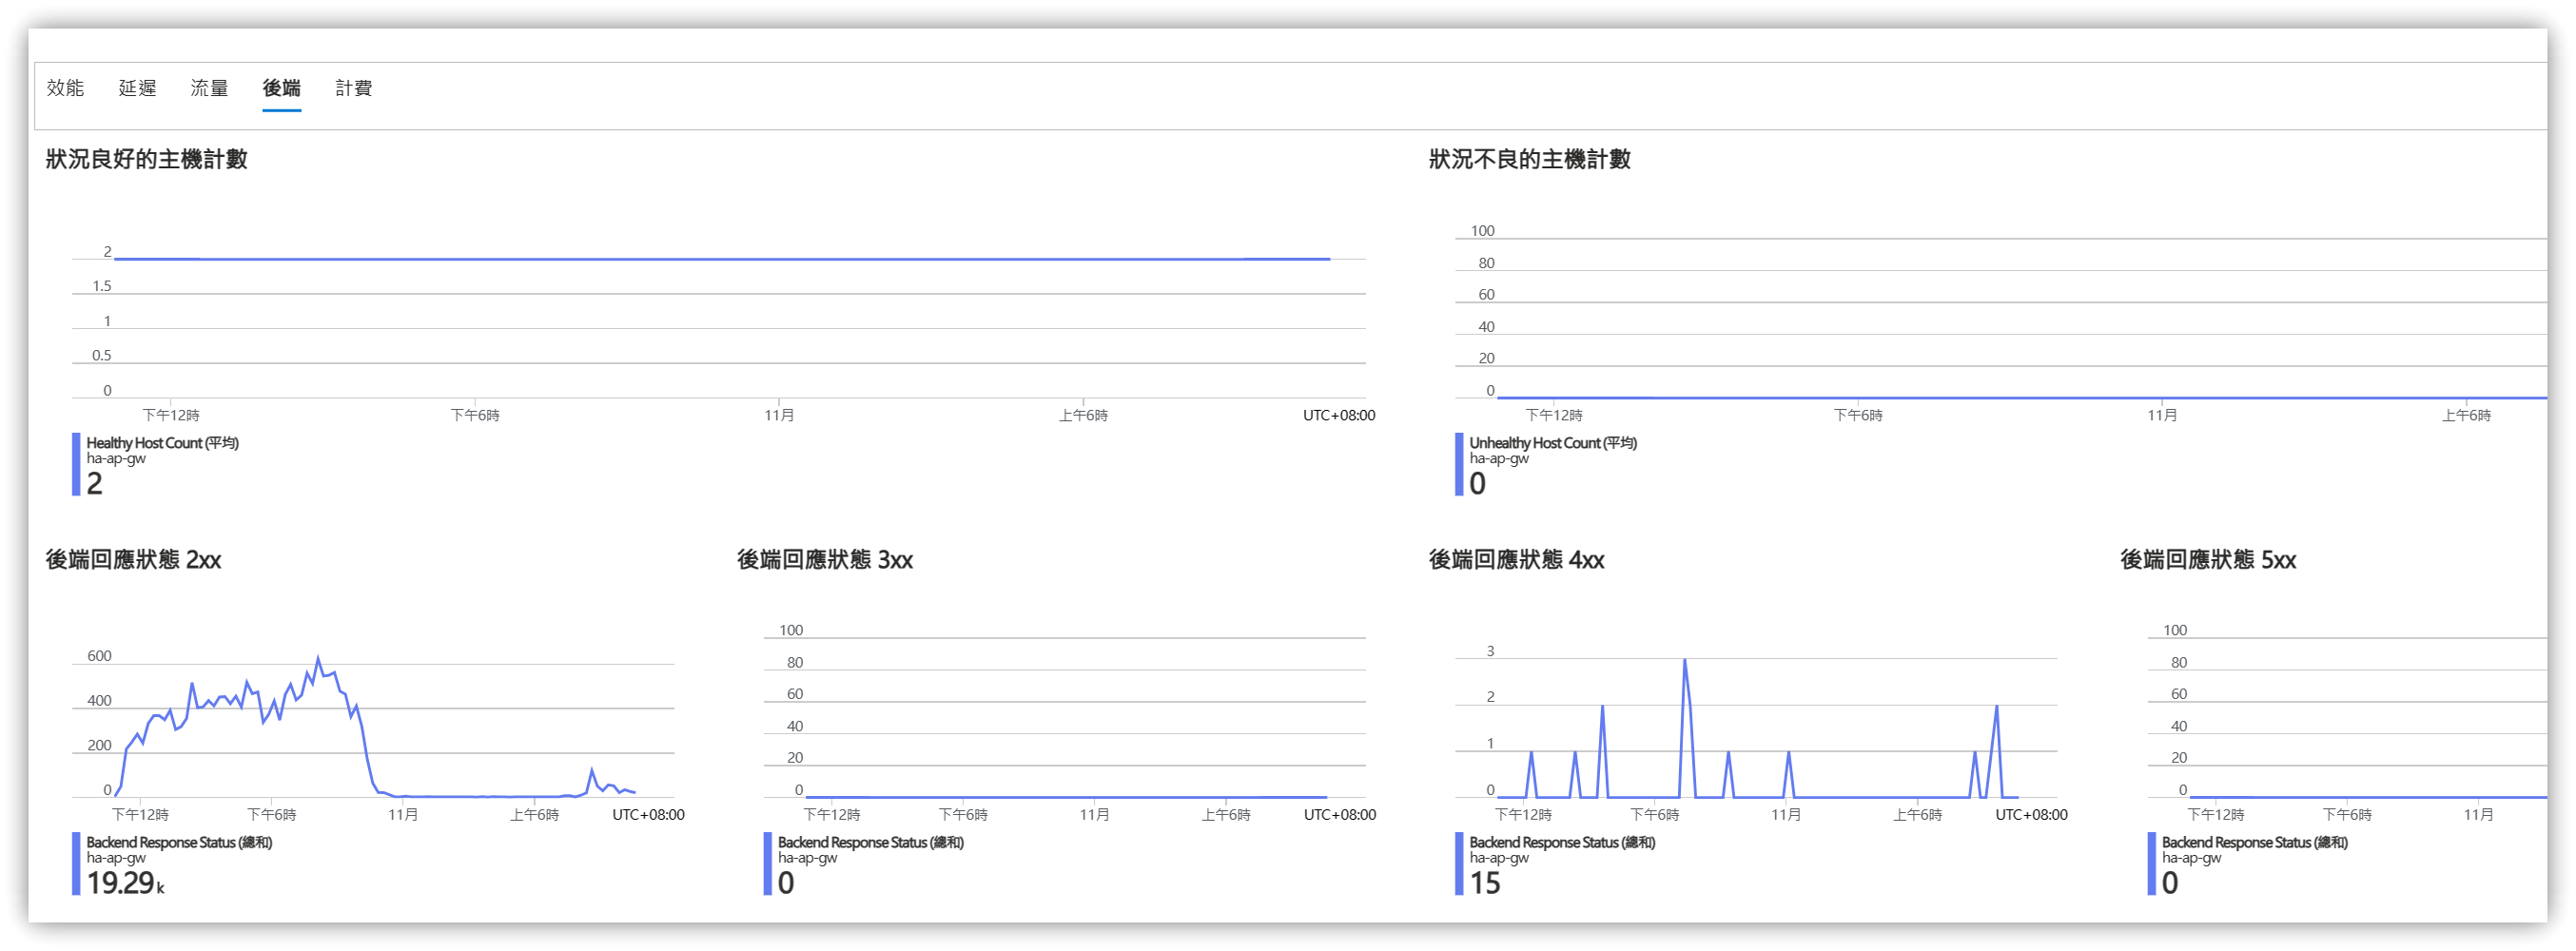 效能 延遲 流量 後端 計費
狀況良好的主機計數
2
1.5
1
0.5
0
下午12時 下午6時 11月 上午6時 UTC+08:00
Healthy Host Count (平均)
ha-ap-gw
2
狀況不良的主機計數
100
80
60
40
20
0
下午12時 下午6時 11月 上午6時
Unhealthy Host Count (平均)
ha-ap-gw
0
後端回應狀態 2xx
600
400
200
0
下午12時 下午6時 11月 上午6時 UTC+08:00
Backend Response Status (總和)
ha-ap-gw
19.29 k
後端回應狀態 3xx
100
80
60
40
20
0
下午12時 下午6時 11月 上午6時 UTC+08:00
Backend Response Status (總和)
ha-ap-gw
0
後端回應狀態 4xx
3
2
1
0
下午12時 下午6時 11月 上午6時 UTC+08:00
Backend Response Status (總和)
ha-ap-gw
15
後端回應狀態 5xx
100
80
60
40
20
0
下午12時 下午6時 11月
Backend Response Status (總和)
ha-ap-gw
0